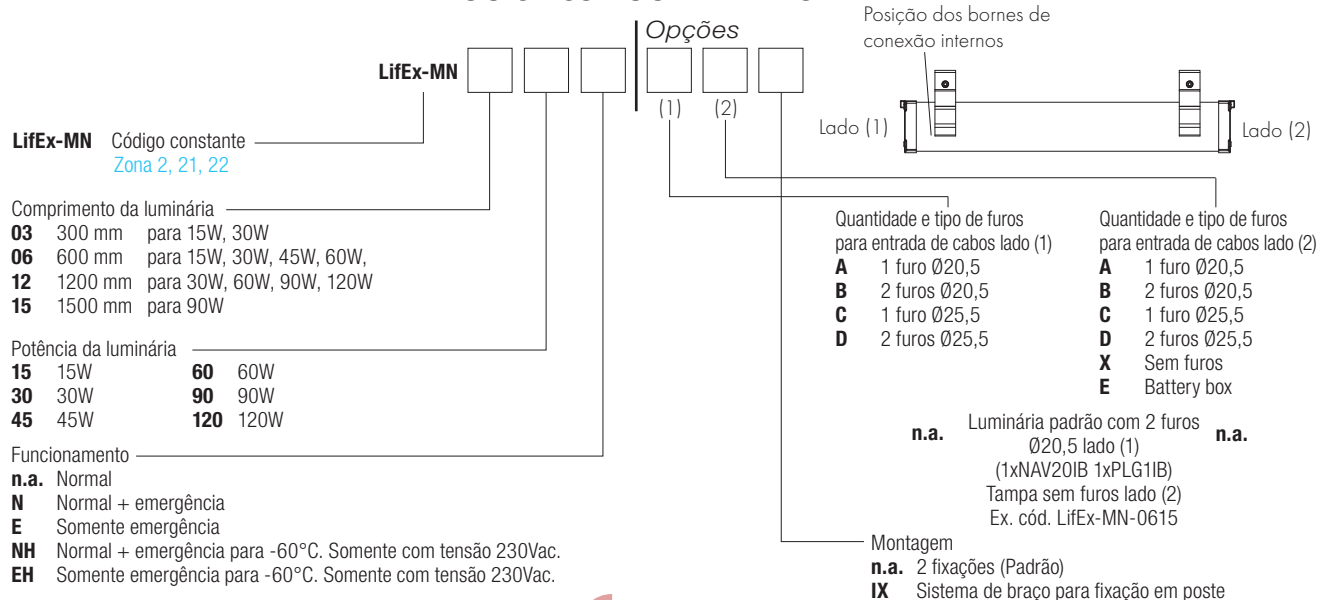 Opções
LifEx-MN
(1) (2)
Posição dos bornes de
conexão internos
Lado (1)
Lado (2)
LifEx-MN Código constante
Zona 2, 21, 22
Comprimento da luminária
03 300 mm para 15W, 30W
06 600 mm para 15W, 30W, 45W, 60W,
12 1200 mm para 30W, 60W, 90W, 120W
15 1500 mm para 90W
Potência da luminária
15 15W 60 60W
30 30W 90 90W
45 45W 120 120W
Funcionamento
n.a. Normal
N Normal + emergência
E Somente emergência
NH Normal + emergência para -60°C. Somente com tensão 230Vac.
EH Somente emergência para -60°C. Somente com tensão 230Vac.
Quantidade e tipo de furos
para entrada de cabos lado (1)
A 1 furo Ø20,5
B 2 furos Ø20,5
C 1 furo Ø25,5
D 2 furos Ø25,5
Quantidade e tipo de furos
para entrada de cabos lado (2)
A 1 furo Ø20,5
B 2 furos Ø20,5
C 1 furo Ø25,5
D 2 furos Ø25,5
X Sem furos
E Battery box
n.a. Luminária padrão com 2 furos n.a.
Ø20,5 lado (1)
(1xNAV20IB 1xPLG1IB)
Tampa sem furos lado (2)
Ex. cód. LifEx-MN-0615
Montagem
n.a. 2 fixações (Padrão)
IX Sistema de braço para fixação em poste